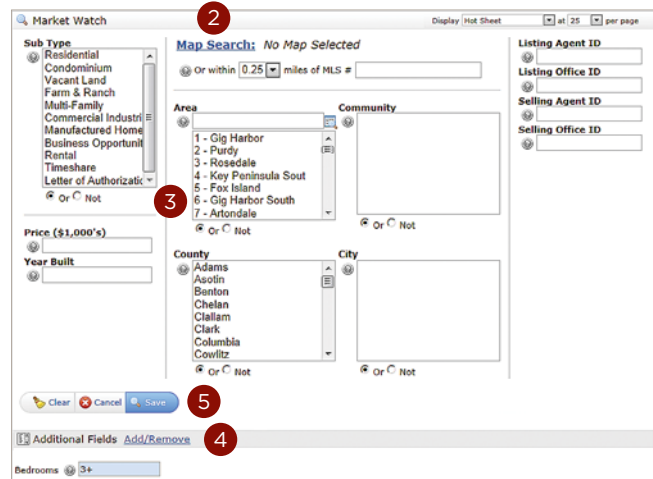 Market Watch
2
Display Hot Sheet at 25 per page
Sub Type
Residential
Condominium
Vacant Land
Farm & Ranch
Multi-Family
Commercial Industri
Manufactured Home
Business Opportunit
Rental
Timeshare
Letter of Authorizatic
Or Not
3
Price ($1,000's)
Year Built
Map Search: No Map Selected
Or within 0.25 miles of MLS #
Area
1 - Gig Harbor
2 - Purdy
3 - Rosedale
4 - Key Peninsula Sout
5 - Fox Island
6 - Gig Harbor South
7 - Artondale
Or Not
Community
Or Not
County
Adams
Asotin
Benton
Chelan
Clallam
Clark
Columbia
Cowlitz
Or Not
City
Or Not
Listing Agent ID
Listing Office ID
Selling Agent ID
Selling Office ID
Clear Cancel Save
5
Additional Fields Add/Remove
4
Bedrooms 3+